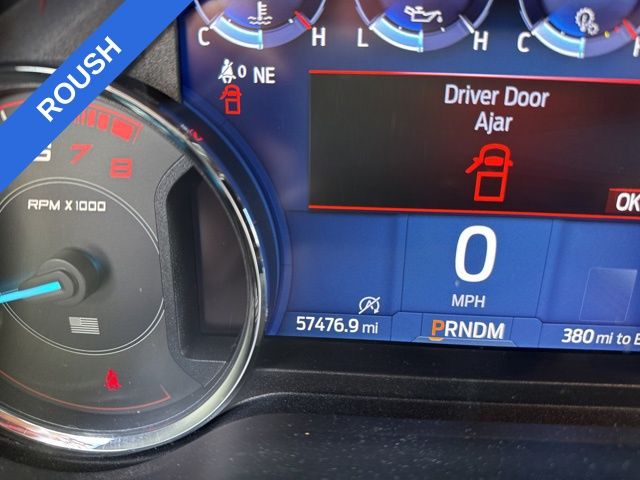 ROUSH
C H
L H
C
0 NE
Driver Door
Ajar
OK
7 8
RPM X1000
0
MPH
57476.9 mi
PRNDM
380 mi to E